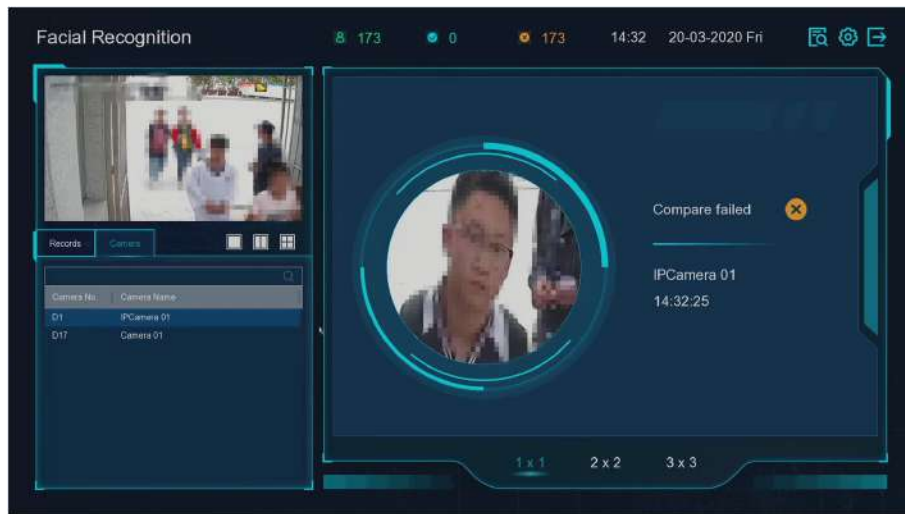 Facial Recognition
173
0
173
14:32
20-03-2020 Fri
Records
Camera
Camera No.
Camera Name
D1
IPCamera 01
D17
Camera 01
Compare failed
IPCamera 01
14:32:25
1 x 1
2 x 2
3 x 3